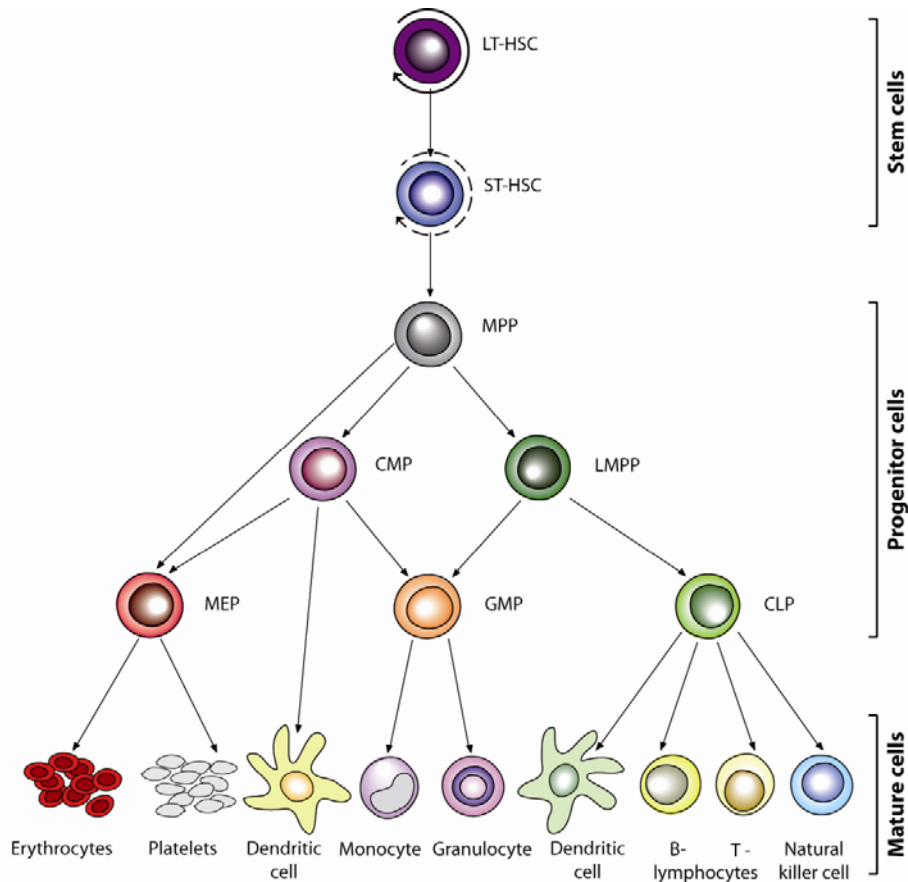 LT-HSC
Stem cells
ST-HSC
MPP
Progenitor cells
CMP
LMPP
MEP
GMP
CLP
Mature cells
Erythrocytes
Platelets
Dendritic
cell
Monocyte
Granulocyte
Dendritic
cell
B- T -
lymphocytes
Natural
killer cell